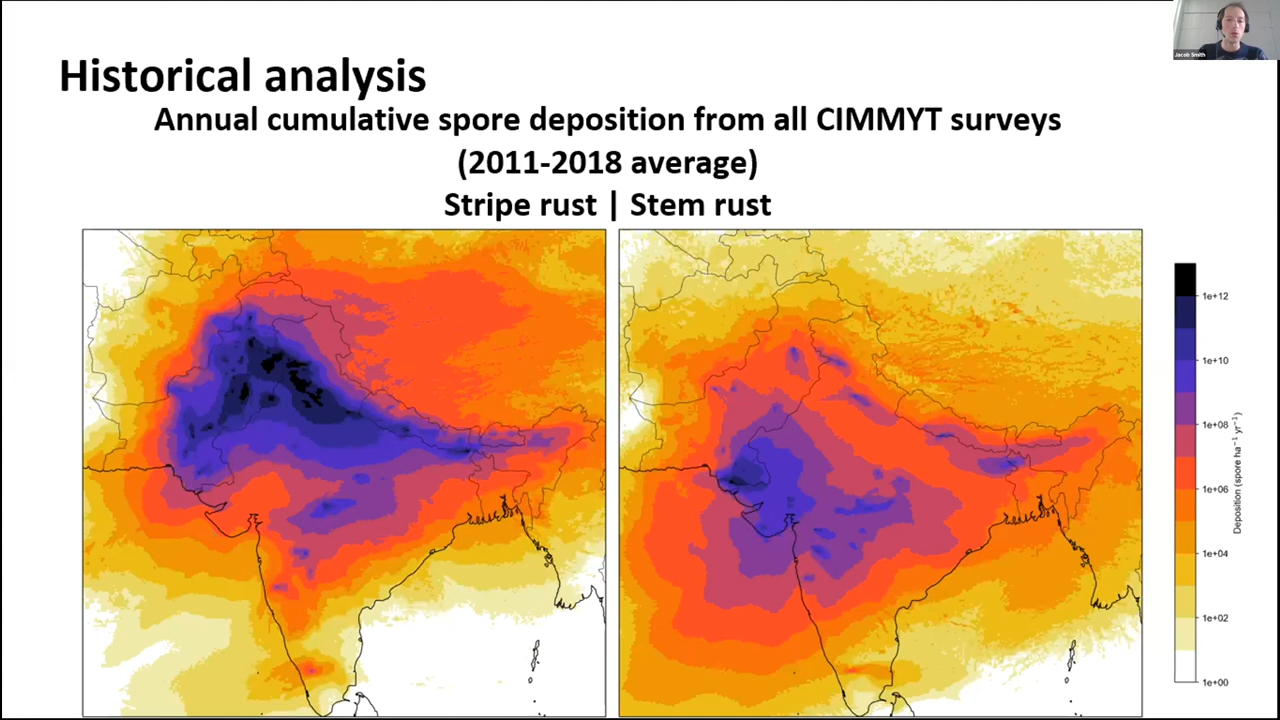 Jacob Smith
Historical analysis
Annual cumulative spore deposition from all CIMMYT surveys
(2011-2018 average)
Stripe rust | Stem rust
1e+12
1e+10
1e+08
1e+06
1e+04
1e+02
1e+00
Deposition (spore ha⁻¹ yr⁻¹)